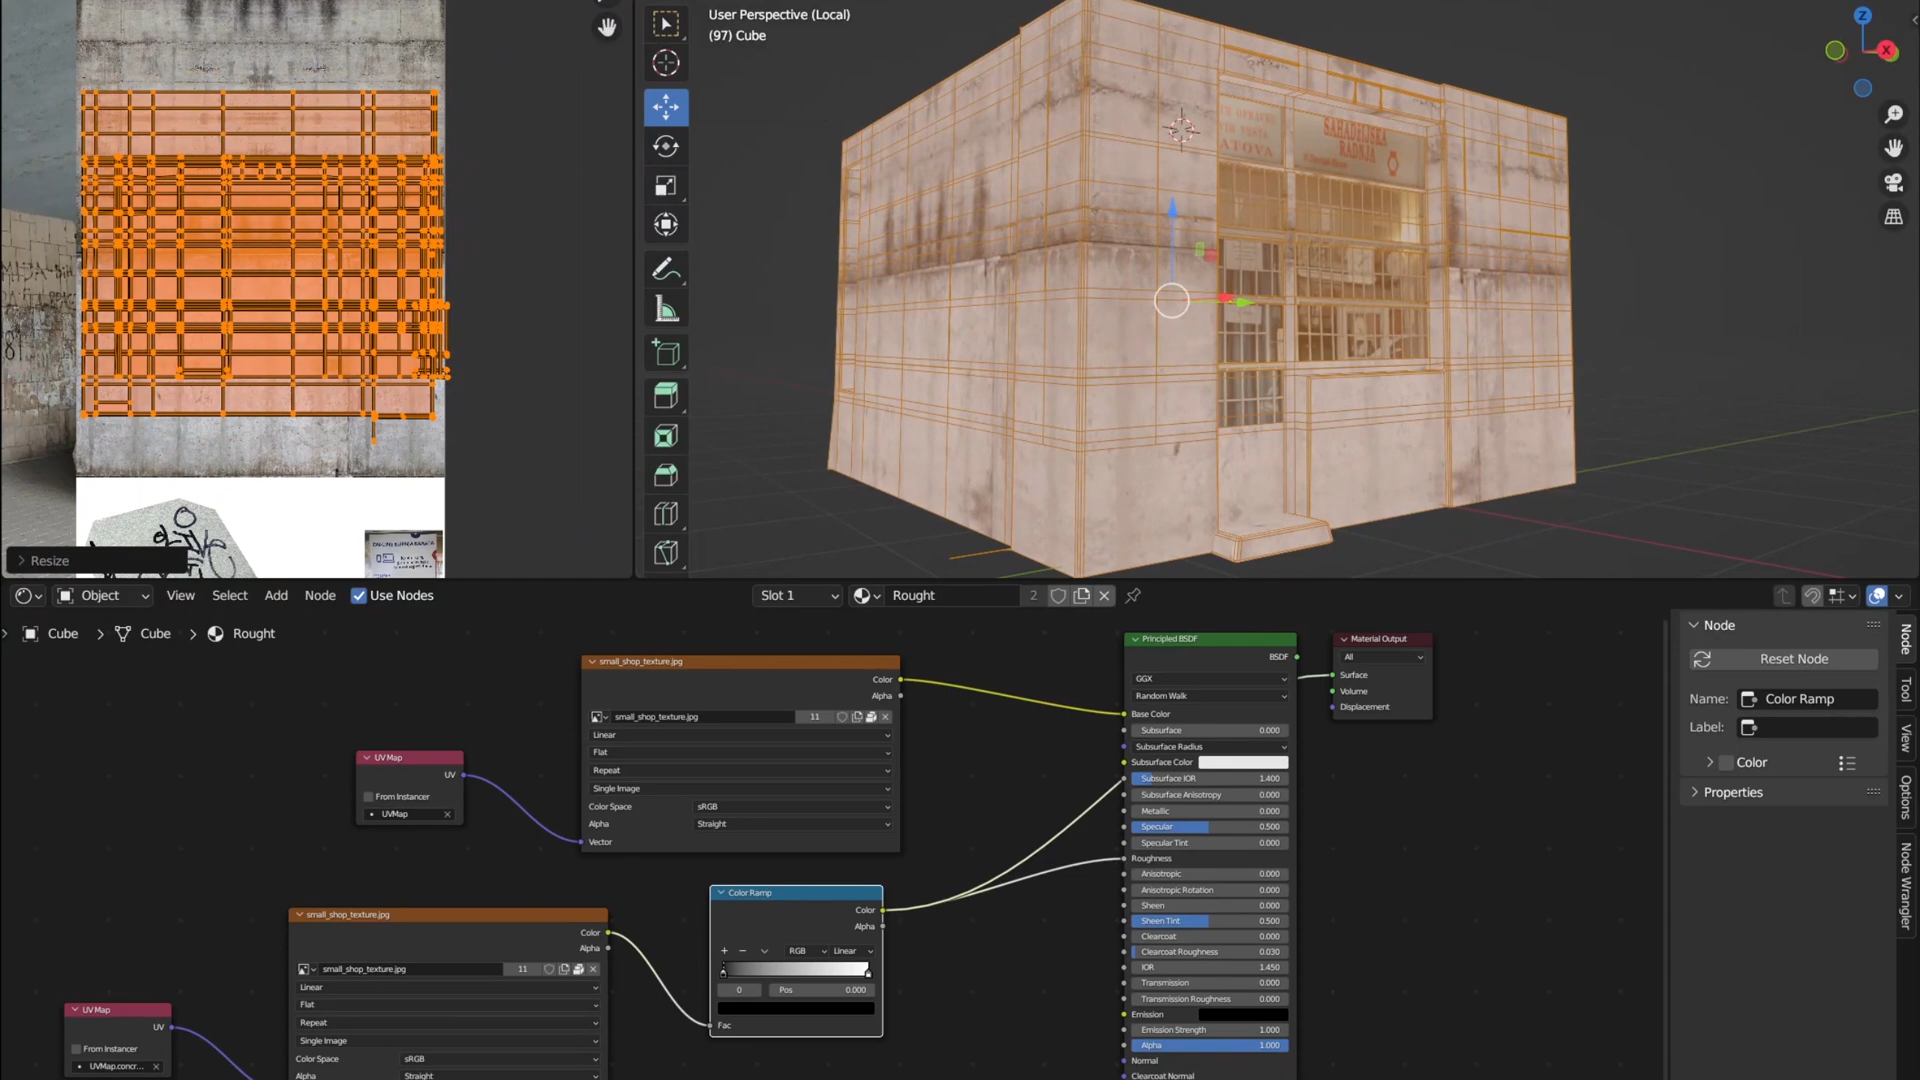 User Perspective (Local)
(97) Cube
Z
X
ATOVA
RADNJA
Resize
Object
View
Select
Add
Node
Use Nodes
Slot 1
Rought
2
Cube
Cube
Rought
small_shop_texture.jpg
Color
Alpha
small_shop_texture.jpg
11
Linear
Flat
Repeat
Single Image
Color Space
sRGB
Alpha
Straight
Vector
UV Map
UV
From Instancer
UVMap
small_shop_texture.jpg
Color
Alpha
small_shop_texture.jpg
11
Linear
Flat
Repeat
Single Image
Color Space
sRGB
Alpha
Straight
UV Map
UV
From Instancer
UVMap.concr...
Color Ramp
Color
Alpha
RGB
Linear
0
Pos
0.000
Fac
Principled BSDF
BSDF
GGX
Random Walk
Base Color
Subsurface
0.000
Subsurface Radius
Subsurface Color
Subsurface IOR
1.400
Subsurface Anisotropy
0.000
Metallic
0.000
Specular
0.500
Specular Tint
0.000
Roughness
Anisotropic
0.000
Anisotropic Rotation
0.000
Sheen
0.000
Sheen Tint
0.500
Clearcoat
0.000
Clearcoat Roughness
0.030
IOR
1.450
Transmission
0.000
Transmission Roughness
0.000
Emission
Emission Strength
1.000
Alpha
1.000
Normal
Clearcoat Normal
Material Output
All
Surface
Volume
Displacement
Node
Reset Node
Name:
Color Ramp
Label:
Color
Properties
Node
Tool
View
Options
Node Wrangler